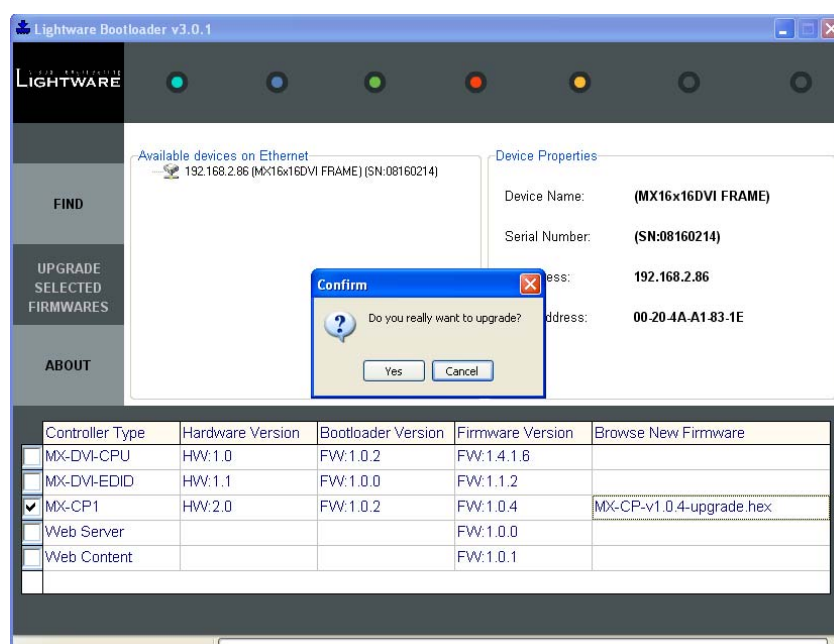 Lightware Bootloader v3.0.1
LIGHTWARE
Available devices on Ethernet
192.168.2.86 (MX16x16DVI FRAME) (SN:08160214)
Device Properties
Device Name: (MX16x16DVI FRAME)
Serial Number: (SN:08160214)
ess: 192.168.2.86
ddress: 00-20-4A-A1-83-1E
FIND
UPGRADE
SELECTED
FIRMWARES
ABOUT
Confirm
Do you really want to upgrade?
Yes Cancel
Controller Type Hardware Version Bootloader Version Firmware Version Browse New Firmware
MX-DVI-CPU HW:1.0 FW:1.0.2 FW:1.4.1.6
MX-DVI-EDID HW:1.1 FW:1.0.0 FW:1.1.2
MX-CP1 HW:2.0 FW:1.0.2 FW:1.0.4 MX-CP-v1.0.4-upgrade.hex
Web Server FW:1.0.0
Web Content FW:1.0.1